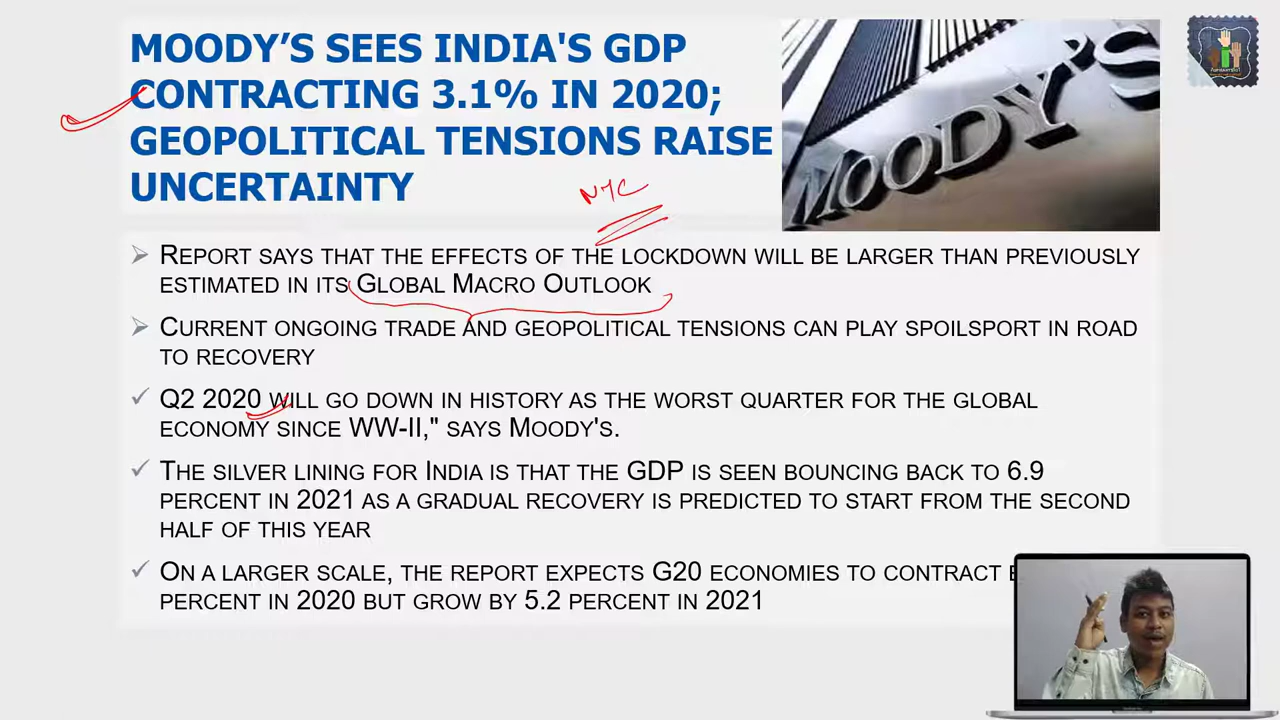 MOODY'S SEES INDIA'S GDP
CONTRACTING 3.1% IN 2020;
GEOPOLITICAL TENSIONS RAISE
UNCERTAINTY
MOODY'S
NYC
REPORT SAYS THAT THE EFFECTS OF THE LOCKDOWN WILL BE LARGER THAN PREVIOUSLY
ESTIMATED IN ITS GLOBAL MACRO OUTLOOK
CURRENT ONGOING TRADE AND GEOPOLITICAL TENSIONS CAN PLAY SPOILSPORT IN ROAD
TO RECOVERY
Q2 2020 WILL GO DOWN IN HISTORY AS THE WORST QUARTER FOR THE GLOBAL
ECONOMY SINCE WW-II," SAYS MOODY'S.
THE SILVER LINING FOR INDIA IS THAT THE GDP IS SEEN BOUNCING BACK TO 6.9
PERCENT IN 2021 AS A GRADUAL RECOVERY IS PREDICTED TO START FROM THE SECOND
HALF OF THIS YEAR
ON A LARGER SCALE, THE REPORT EXPECTS G20 ECONOMIES TO CONTRACT
PERCENT IN 2020 BUT GROW BY 5.2 PERCENT IN 2021